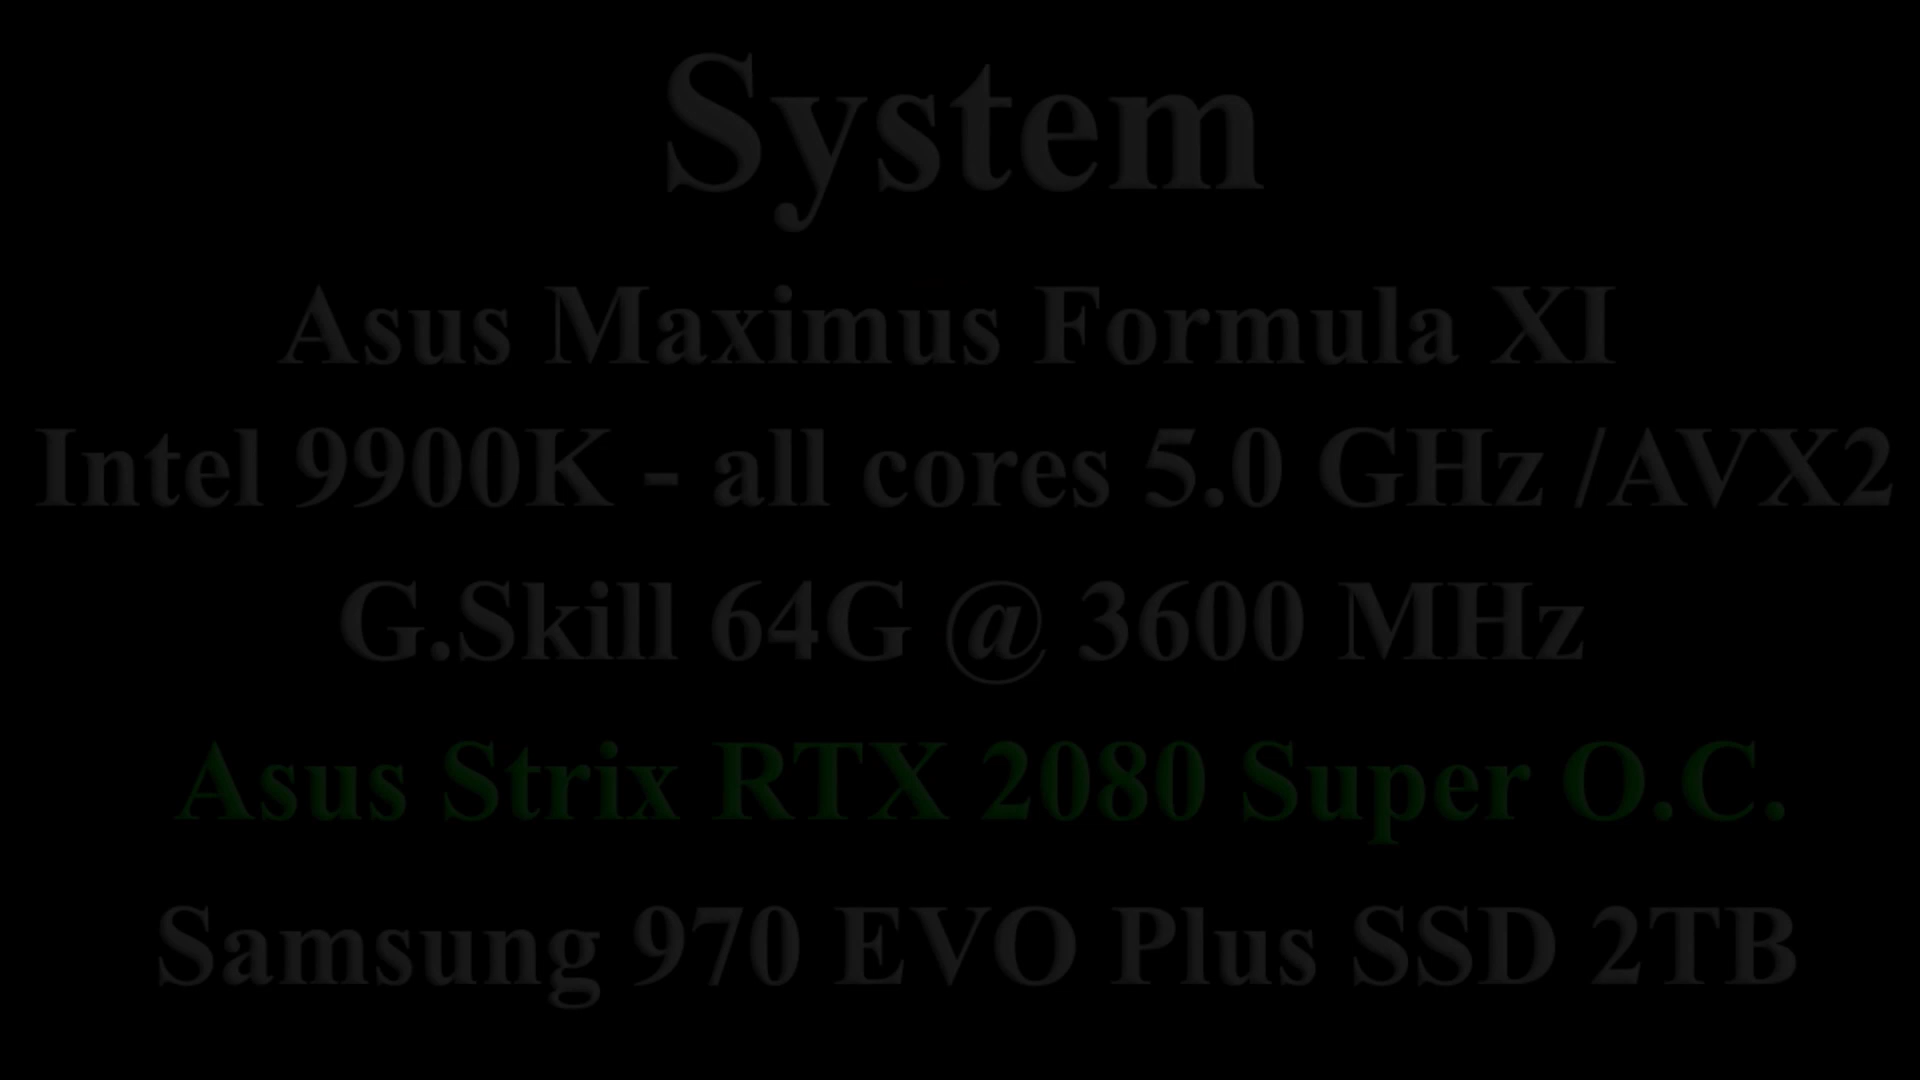 System
Asus Maximus Formula XI
Intel 9900K - all cores 5.0 GHz /AVX2
G.Skill 64G @ 3600 MHz
Asus Strix RTX 2080 Super O.C.
Samsung 970 EVO Plus SSD 2TB